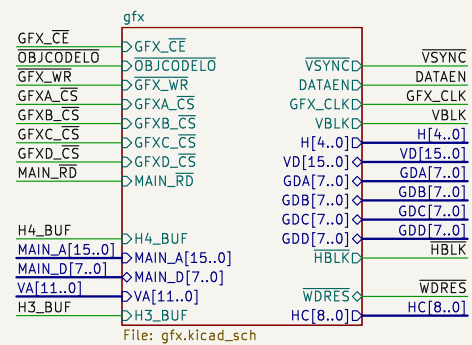 gfx
GFX_CE
OBJCODELO
GFX_WR
GFXA_CS
GFXB_CS
GFXC_CS
GFXD_CS
MAIN_RD
H4_BUF
MAIN_A[15..0]
MAIN_D[7..0]
VA[11..0]
H3_BUF
GFX_CE
OBJCODELO
GFX_WR
GFXA_CS
GFXB_CS
GFXC_CS
GFXD_CS
MAIN_RD
H4_BUF
MAIN_A[15..0]
MAIN_D[7..0]
VA[11..0]
H3_BUF
VSYNC
DATAEN
GFX_CLK
VBLK
H[4..0]
VD[15..0]
GDA[7..0]
GDB[7..0]
GDC[7..0]
GDD[7..0]
HBLK
WDRES
HC[8..0]
VSYNC
DATAEN
GFX_CLK
VBLK
H[4..0]
VD[15..0]
GDA[7..0]
GDB[7..0]
GDC[7..0]
GDD[7..0]
HBLK
WDRES
HC[8..0]
File: gfx.kicad_sch